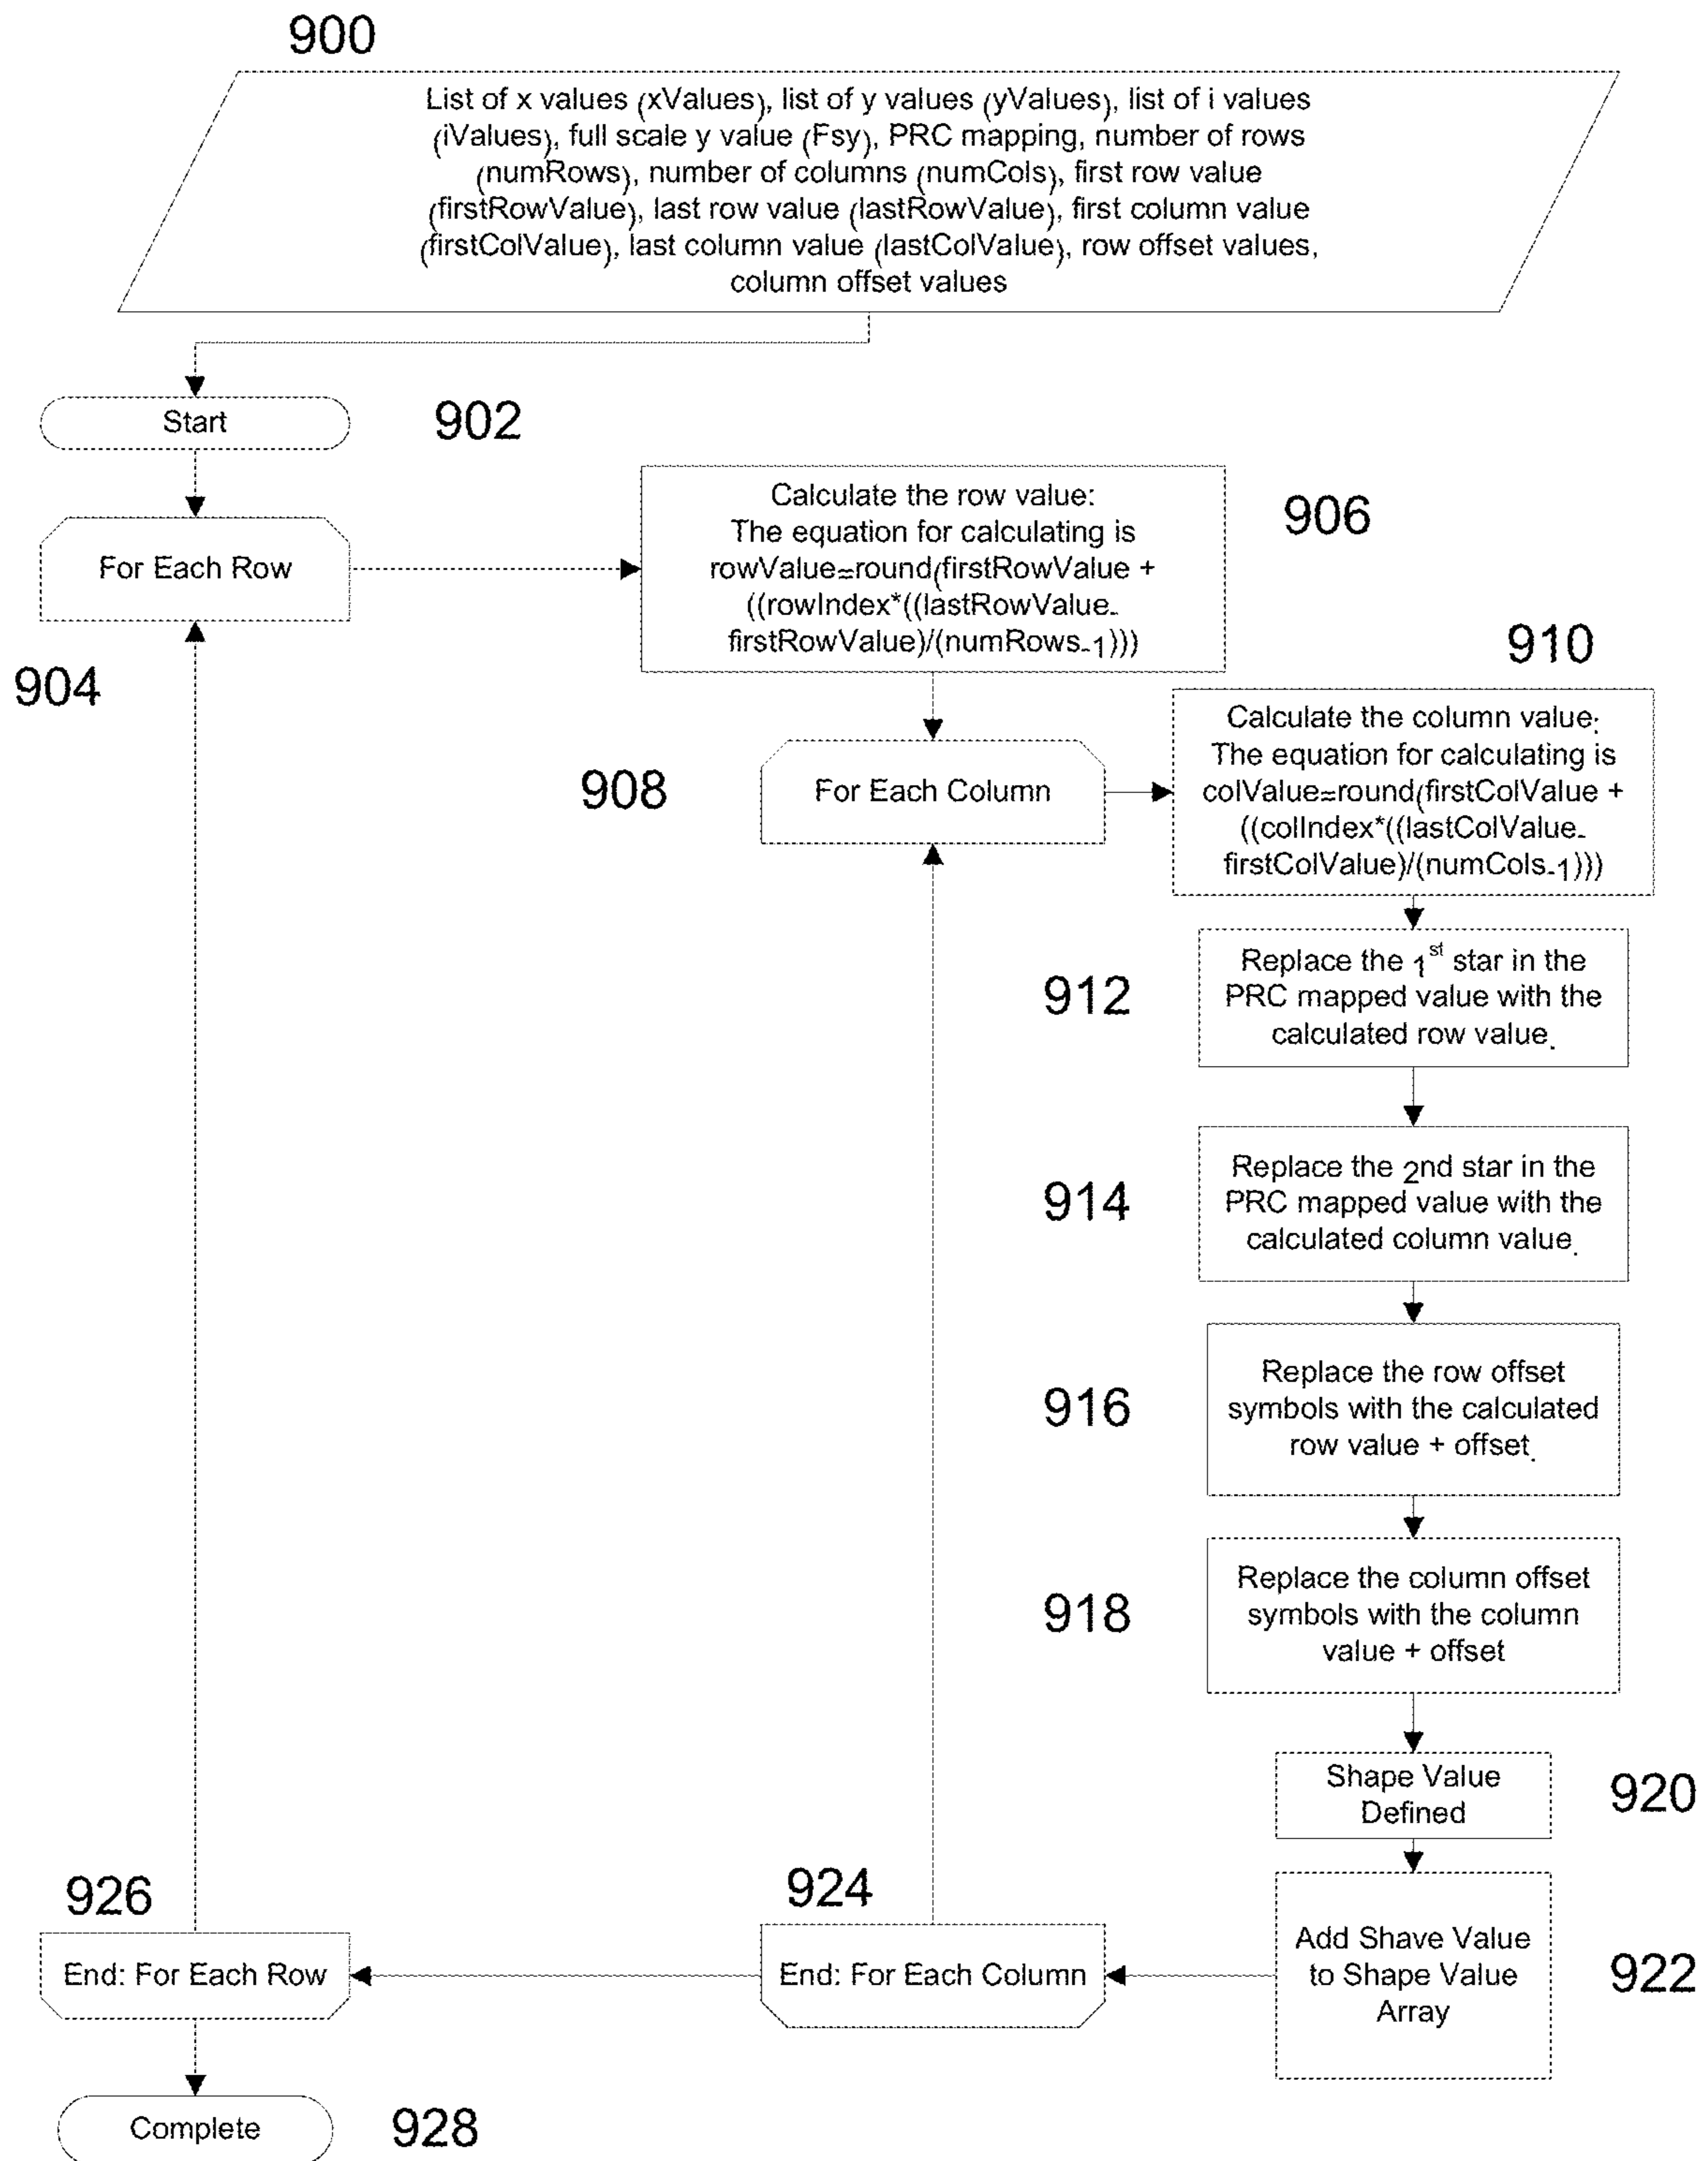 900
List of x values (xValues), list of y values (yValues), list of i values
(iValues), full scale y value (Fsy), PRC mapping, number of rows
(numRows), number of columns (numCols), first row value
(firstRowValue), last row value (lastRowValue), first column value
(firstColValue), last column value (lastColValue), row offset values,
column offset values
Start
902
For Each Row
904
Calculate the row value:
The equation for calculating is
rowValue=round(firstRowValue +
((rowIndex*((lastRowValue-
firstRowValue)/(numRows-1)))
906
908
For Each Column
910
Calculate the column value:
The equation for calculating is
colValue=round(firstColValue +
((colIndex*((lastColValue-
firstColValue)/(numCols-1)))
912
Replace the 1st star in the
PRC mapped value with the
calculated row value.
914
Replace the 2nd star in the
PRC mapped value with the
calculated column value.
916
Replace the row offset
symbols with the calculated
row value + offset.
918
Replace the column offset
symbols with the column
value + offset
Shape Value
Defined
920
Add Shave Value
to Shape Value
Array
922
924
End: For Each Column
926
End: For Each Row
Complete
928